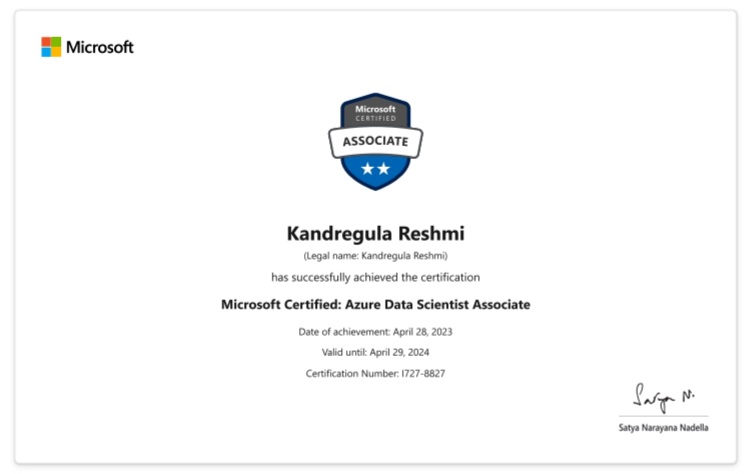 Microsoft
Microsoft
CERTIFIED
ASSOCIATE
Kandregula Reshmi
(Legal name: Kandregula Reshmi)
has successfully achieved the certification
Microsoft Certified: Azure Data Scientist Associate
Date of achievement: April 28, 2023
Valid until: April 29, 2024
Certification Number: I727-8827
Satya N.
Satya Narayana Nadella